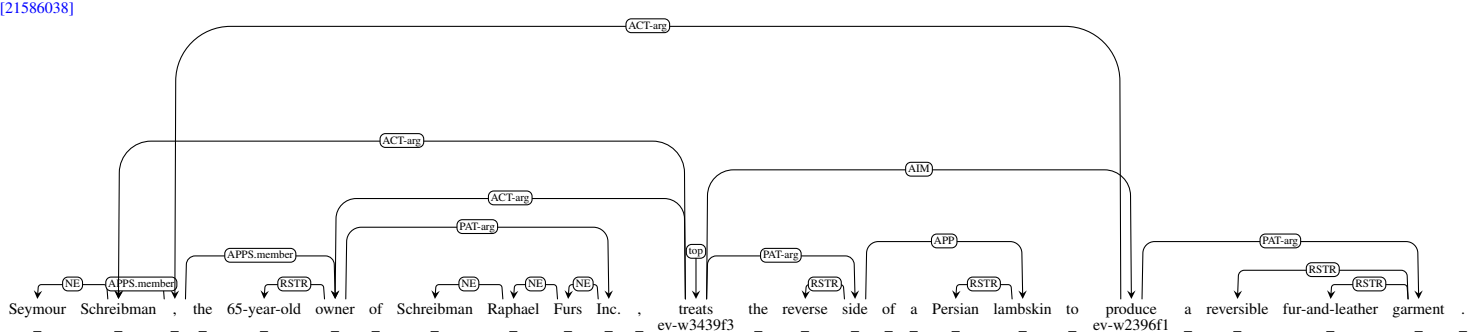 [21586038]
ACT-arg
ACT-arg
AIM
ACT-arg
PAT-arg
APPS.member top PAT-arg APP PAT-arg
RSTR
NE APPS.member RSTR NE NE NE RSTR RSTR RSTR
Seymour Schreibman , the 65-year-old owner of Schreibman Raphael Furs Inc. , treats the reverse side of a Persian lambskin to produce a reversible fur-and-leather garment .
_ _ _ _ _ _ _ _ _ _ _ _ ev-w3439f3 _ _ _ _ _ _ _ _ ev-w2396f1 _ _ _ _ _